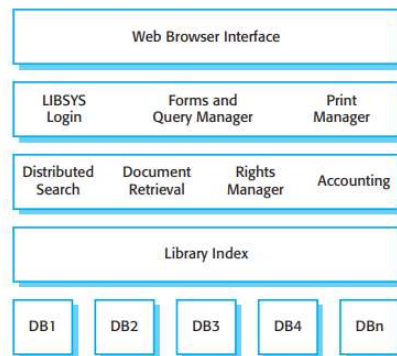 Web Browser Interface
LIBSYS Login
Forms and Query Manager
Print Manager
Distributed Search
Document Retrieval
Rights Manager
Accounting
Library Index
DB1
DB2
DB3
DB4
DBn